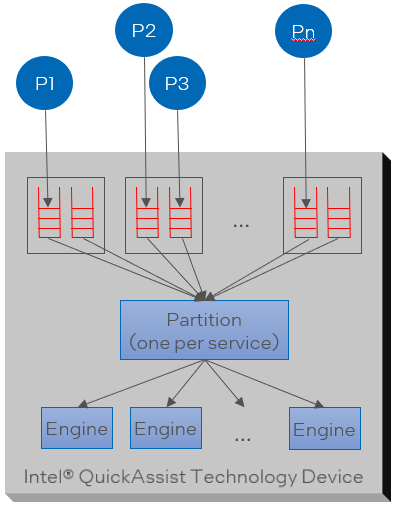 P2
Pn
P1
P3
...
Partition
(one per service)
Engine
Engine
...
Engine
Intel® QuickAssist Technology Device